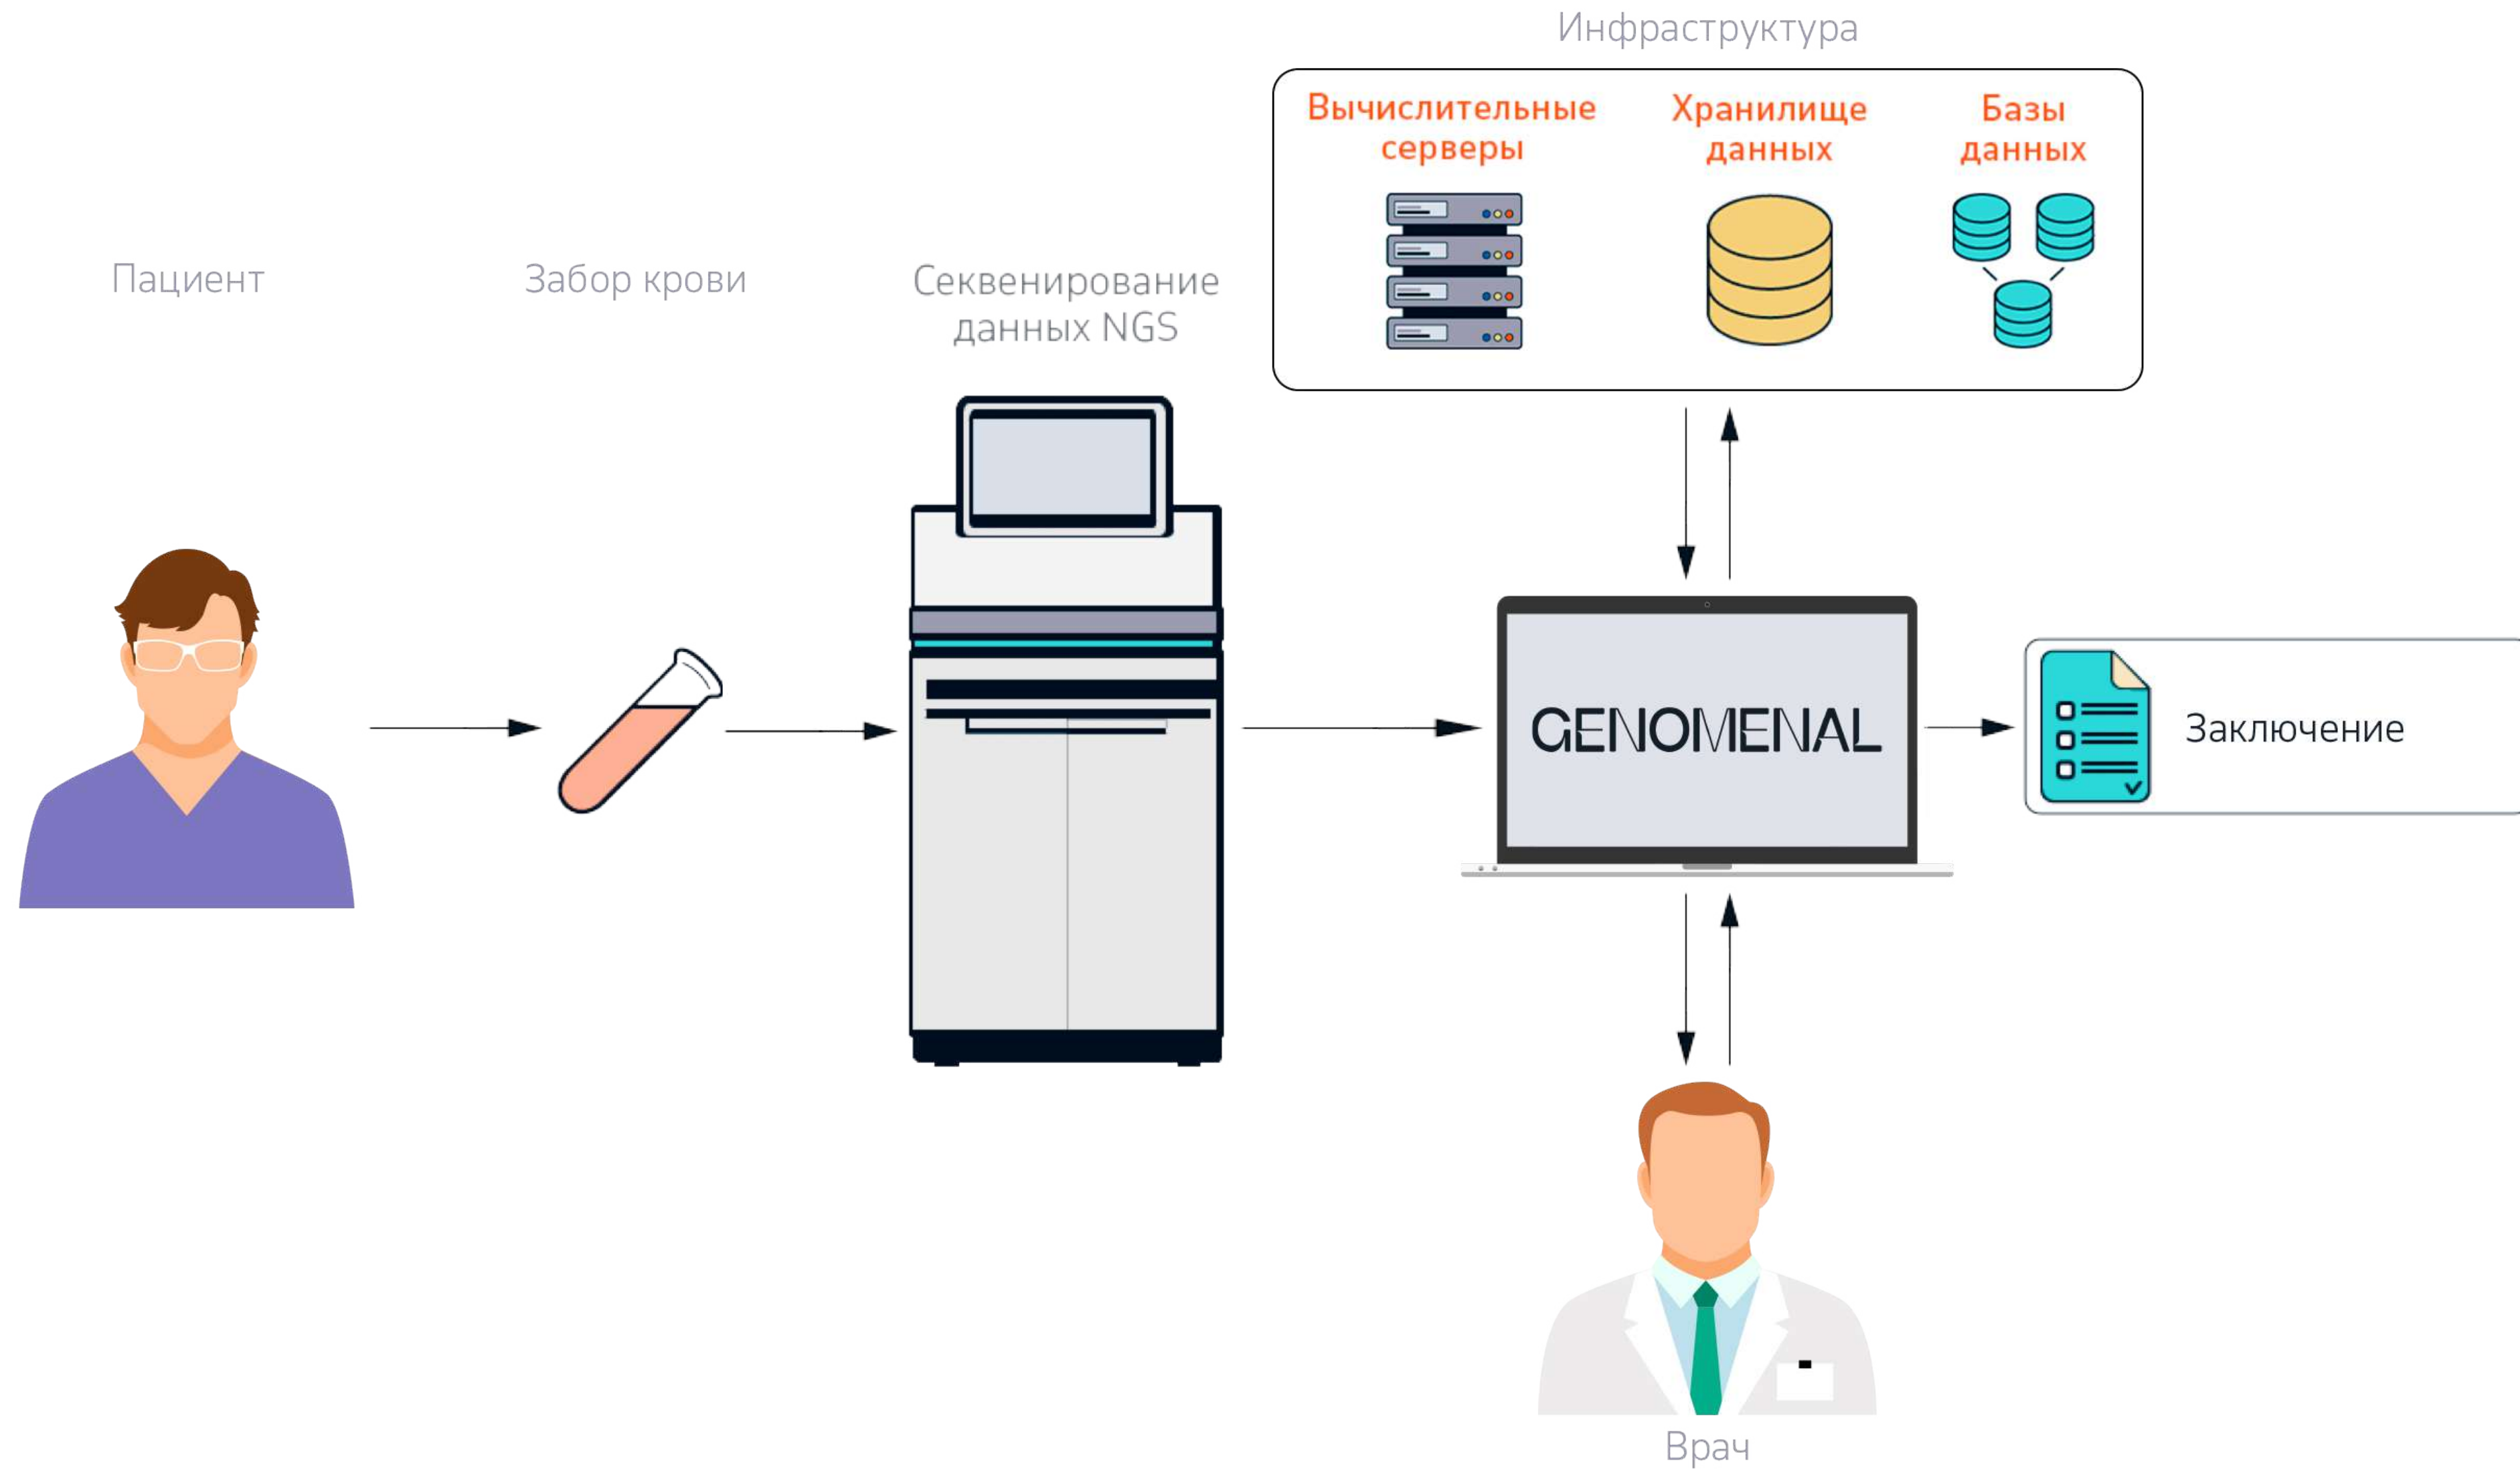 Инфраструктура
Вычислительные
серверы
Хранилище
данных
Базы
данных
Пациент
Забор крови
Секвенирование
данных NGS
GENOMENAL
Заключение
Врач